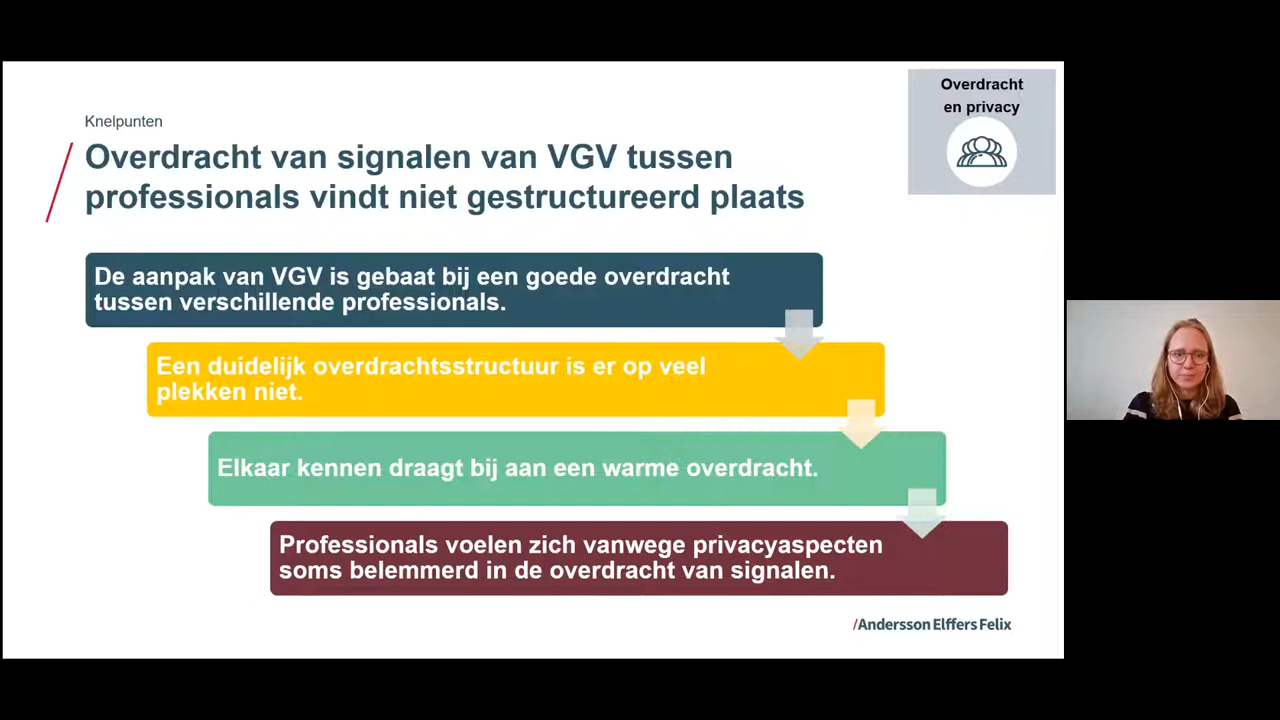 Overdracht
en privacy
Knelpunten
Overdracht van signalen van VGV tussen
professionals vindt niet gestructureerd plaats
De aanpak van VGV is gebaat bij een goede overdracht
tussen verschillende professionals.
Een duidelijk overdrachtsstructuur is er op veel
plekken niet.
Elkaar kennen draagt bij aan een warme overdracht.
Professionals voelen zich vanwege privacyaspecten
soms belemmerd in de overdracht van signalen.
/Andersson Elffers Felix